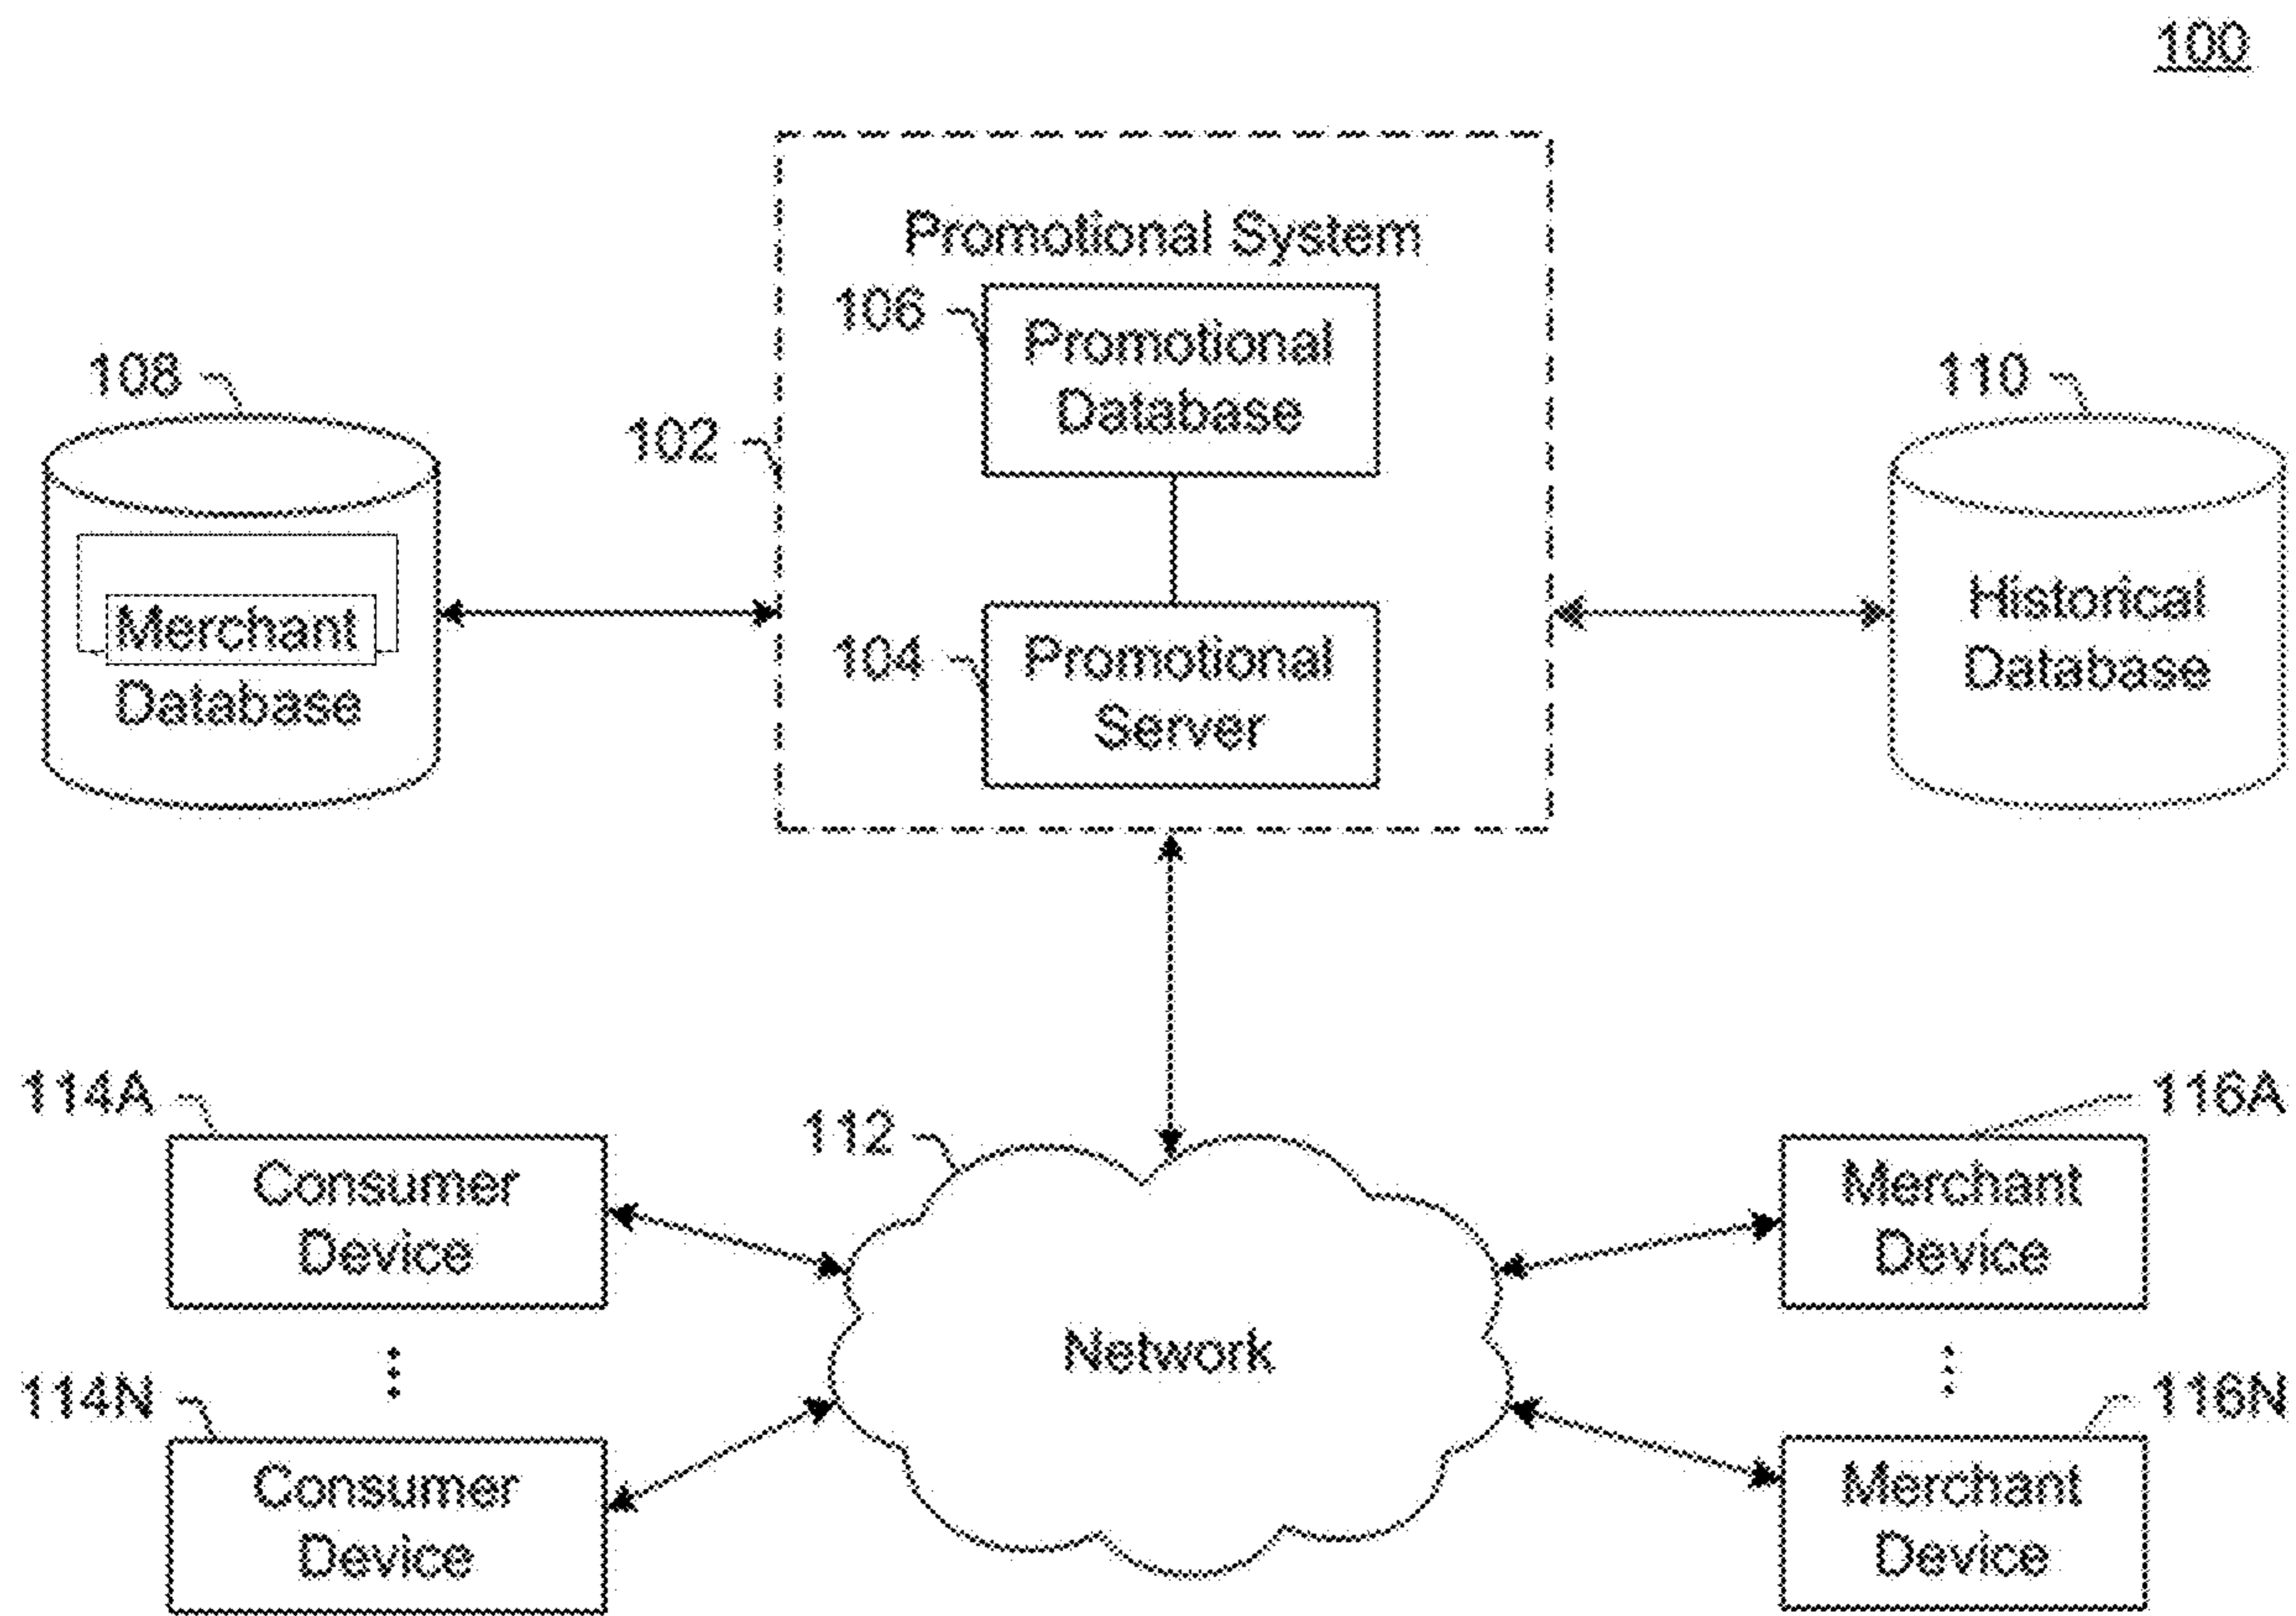 100
Promotional System
106
Promotional
Database
108
110
102
Merchant
Database
104
Promotional
Server
Historical
Database
114A
112
116A
Consumer
Device
Merchant
Device
Network
114N
116N
Consumer
Device
Merchant
Device